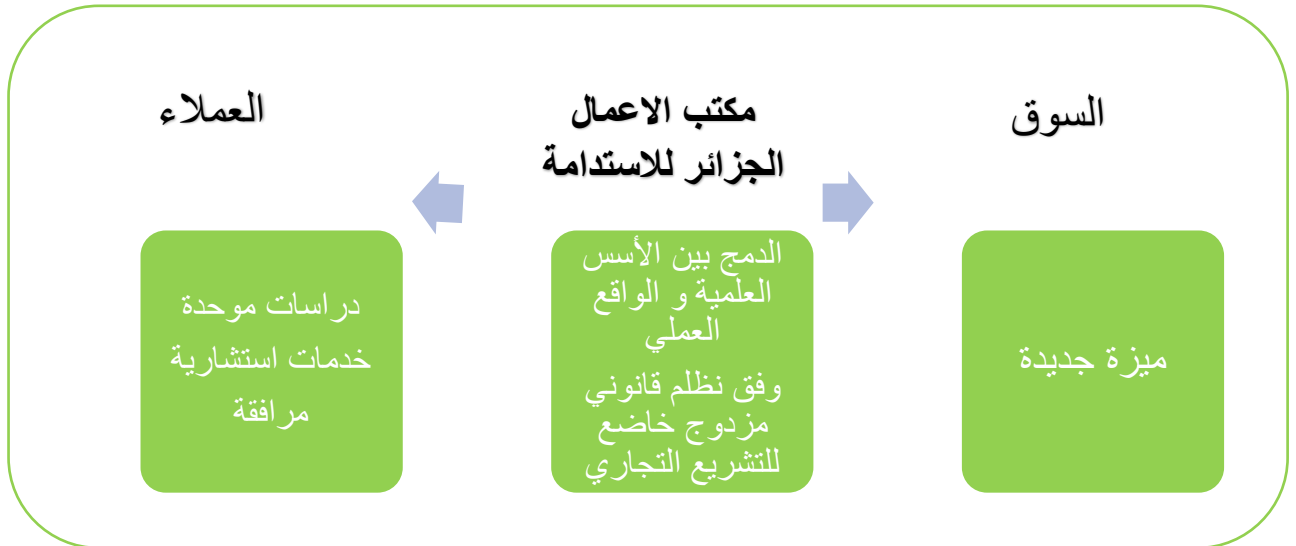 السوق
مكتب الاعمال
الجزائر للاستدامة
العملاء
ميزة جديدة
الدمج بين الأسس
العلمية و الواقع
العملي
وفق نظلم قانوني
مزدوج خاضع
للتشريع التجاري
دراسات موحدة
خدمات استشارية
مرافقة